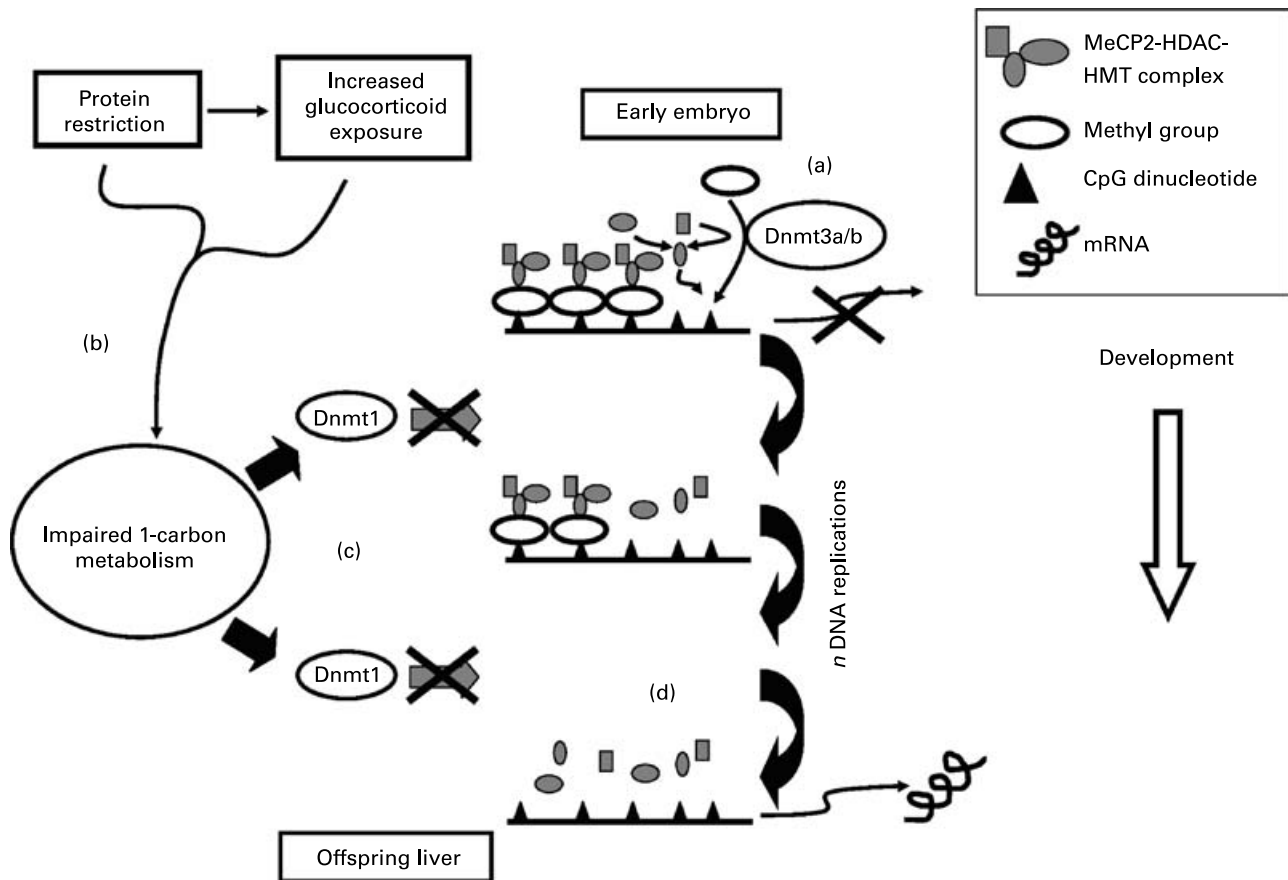 Protein
restriction
Increased
glucocorticoid
exposure
Early embryo
(a)
Dnmt3a/b
MeCP2-HDAC-
HMT complex
Methyl group
CpG dinucleotide
mRNA
(b)
Development
Dnmt1
Impaired 1-carbon
metabolism
(c)
n DNA replications
Dnmt1
(d)
Offspring liver